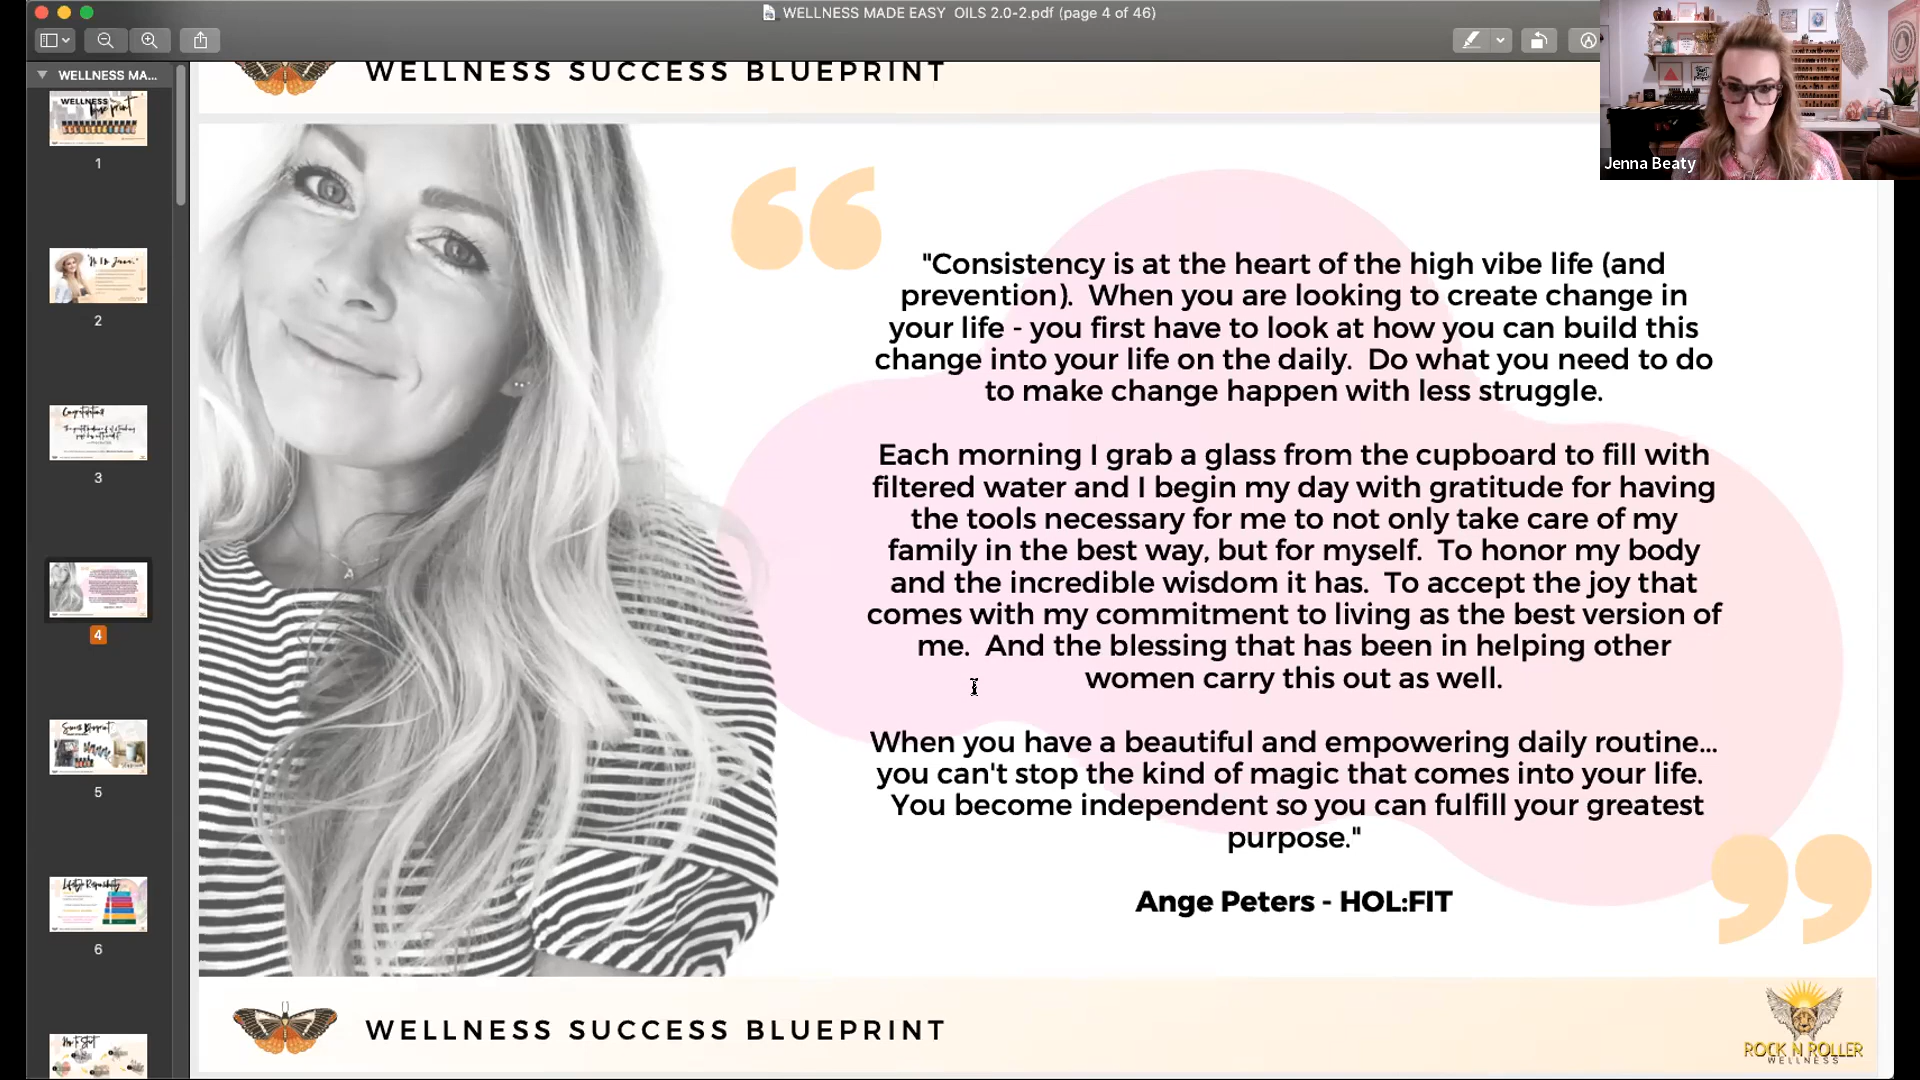 WELLNESS MADE EASY  OILS 2.0-2.pdf (page 4 of 46)
WELLNESS MA...
WELLNESS
1
2
3
4
5
6
WELLNESS SUCCESS BLUEPRINT
Jenna Beaty
"Consistency is at the heart of the high vibe life (and
prevention).  When you are looking to create change in
your life - you first have to look at how you can build this
change into your life on the daily.  Do what you need to do
to make change happen with less struggle.
Each morning I grab a glass from the cupboard to fill with
filtered water and I begin my day with gratitude for having
the tools necessary for me to not only take care of my
family in the best way, but for myself.  To honor my body
and the incredible wisdom it has.  To accept the joy that
comes with my commitment to living as the best version of
me.  And the blessing that has been in helping other
women carry this out as well.
When you have a beautiful and empowering daily routine...
you can't stop the kind of magic that comes into your life.
You become independent so you can fulfill your greatest
purpose."
Ange Peters - HOL:FIT
WELLNESS SUCCESS BLUEPRINT
ROCK N ROLLER
WELLNESS